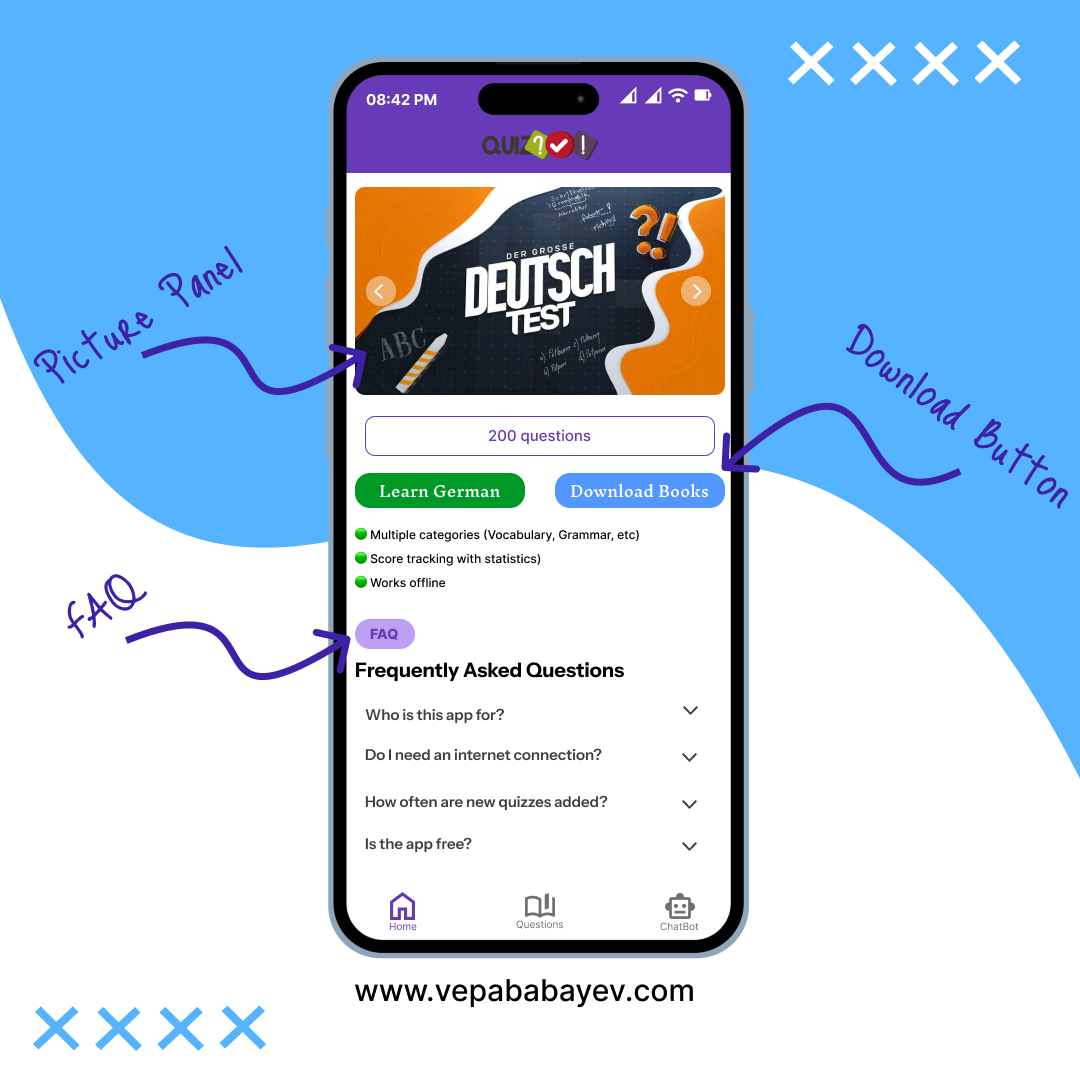 08:42 PM
QUIZ ? !
DER GROSSE
DEUTSCH
TEST
?!
ABC
Picture Panel
Download Button
200 questions
Learn German
Download Books
Multiple categories (Vocabulary, Grammar, etc)
Score tracking with statistics)
Works offline
FAQ
FAQ
Frequently Asked Questions
Who is this app for?
Do I need an internet connection?
How often are new quizzes added?
Is the app free?
Home
Questions
ChatBot
www.vepababayev.com